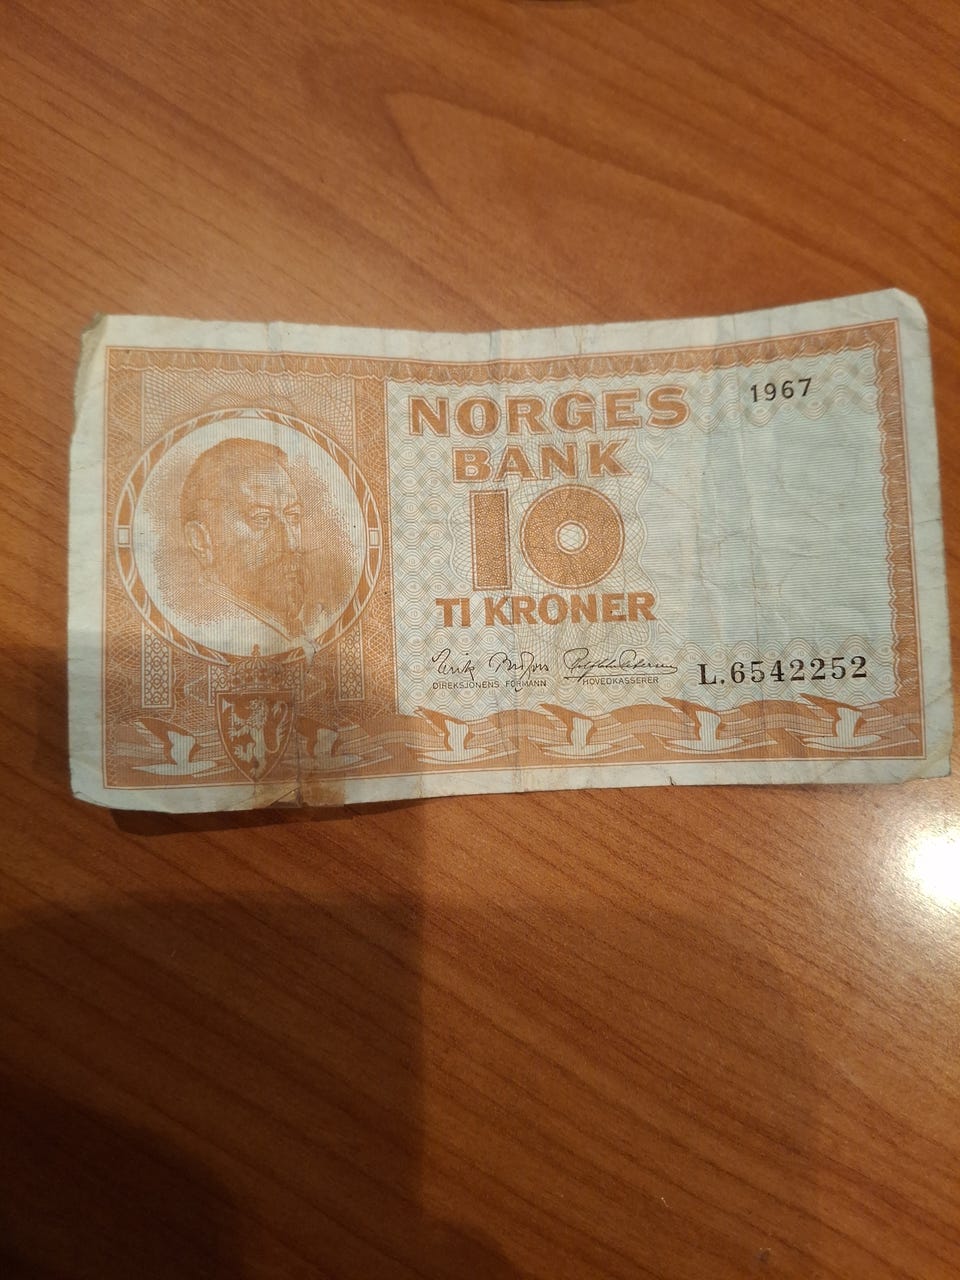 NORGES
BANK
1967
10
TI KRONER
DIREKSJONENS FORMANN
HOVEDKASSERER
L.6542252